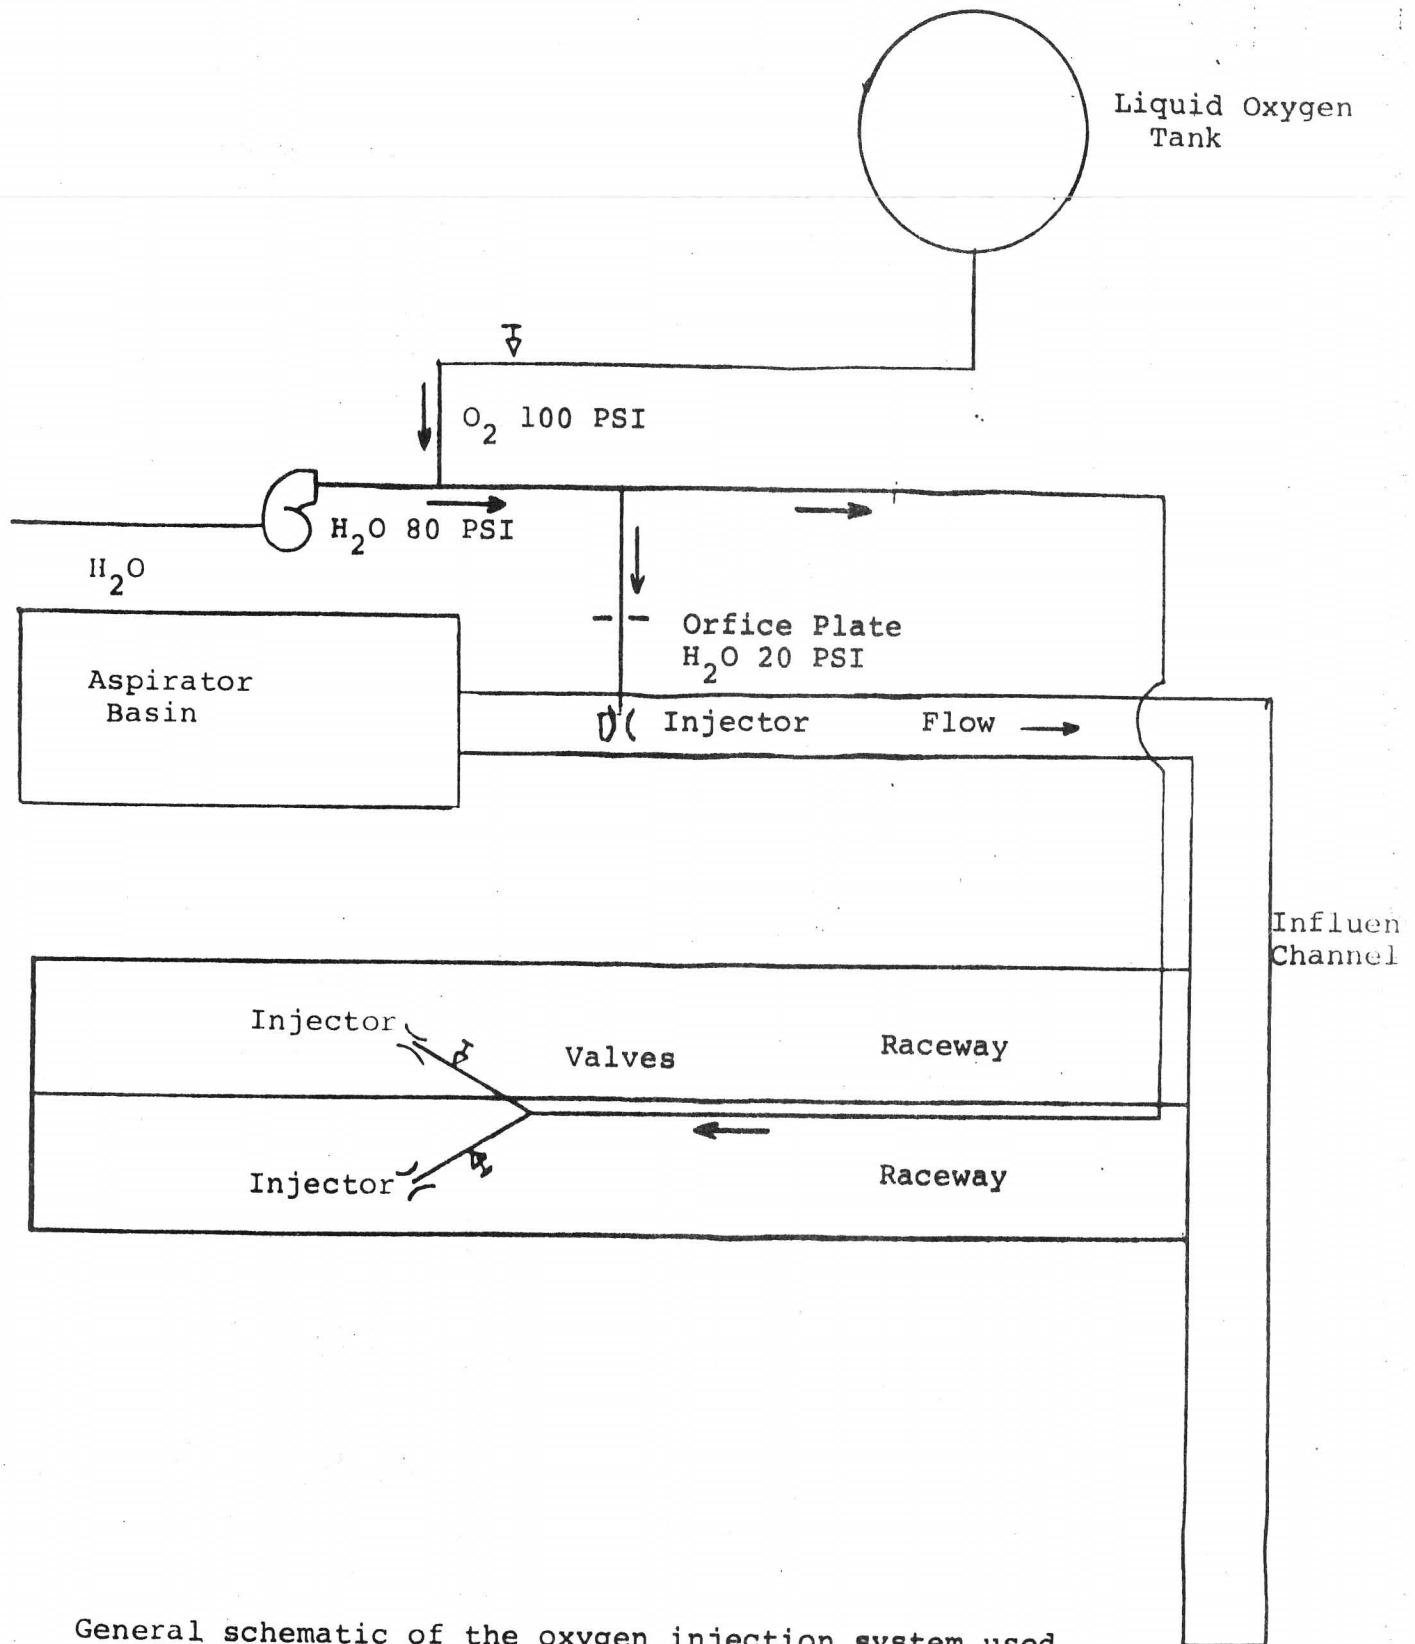 Liquid Oxygen
Tank
O2 100 PSI
H2O 80 PSI
H2O
Orfice Plate
H2O 20 PSI
Aspirator
Basin
Injector
Flow
Influen
Channel
Injector
Valves
Raceway
Injector
Raceway
General schematic of the oxygen injection system used